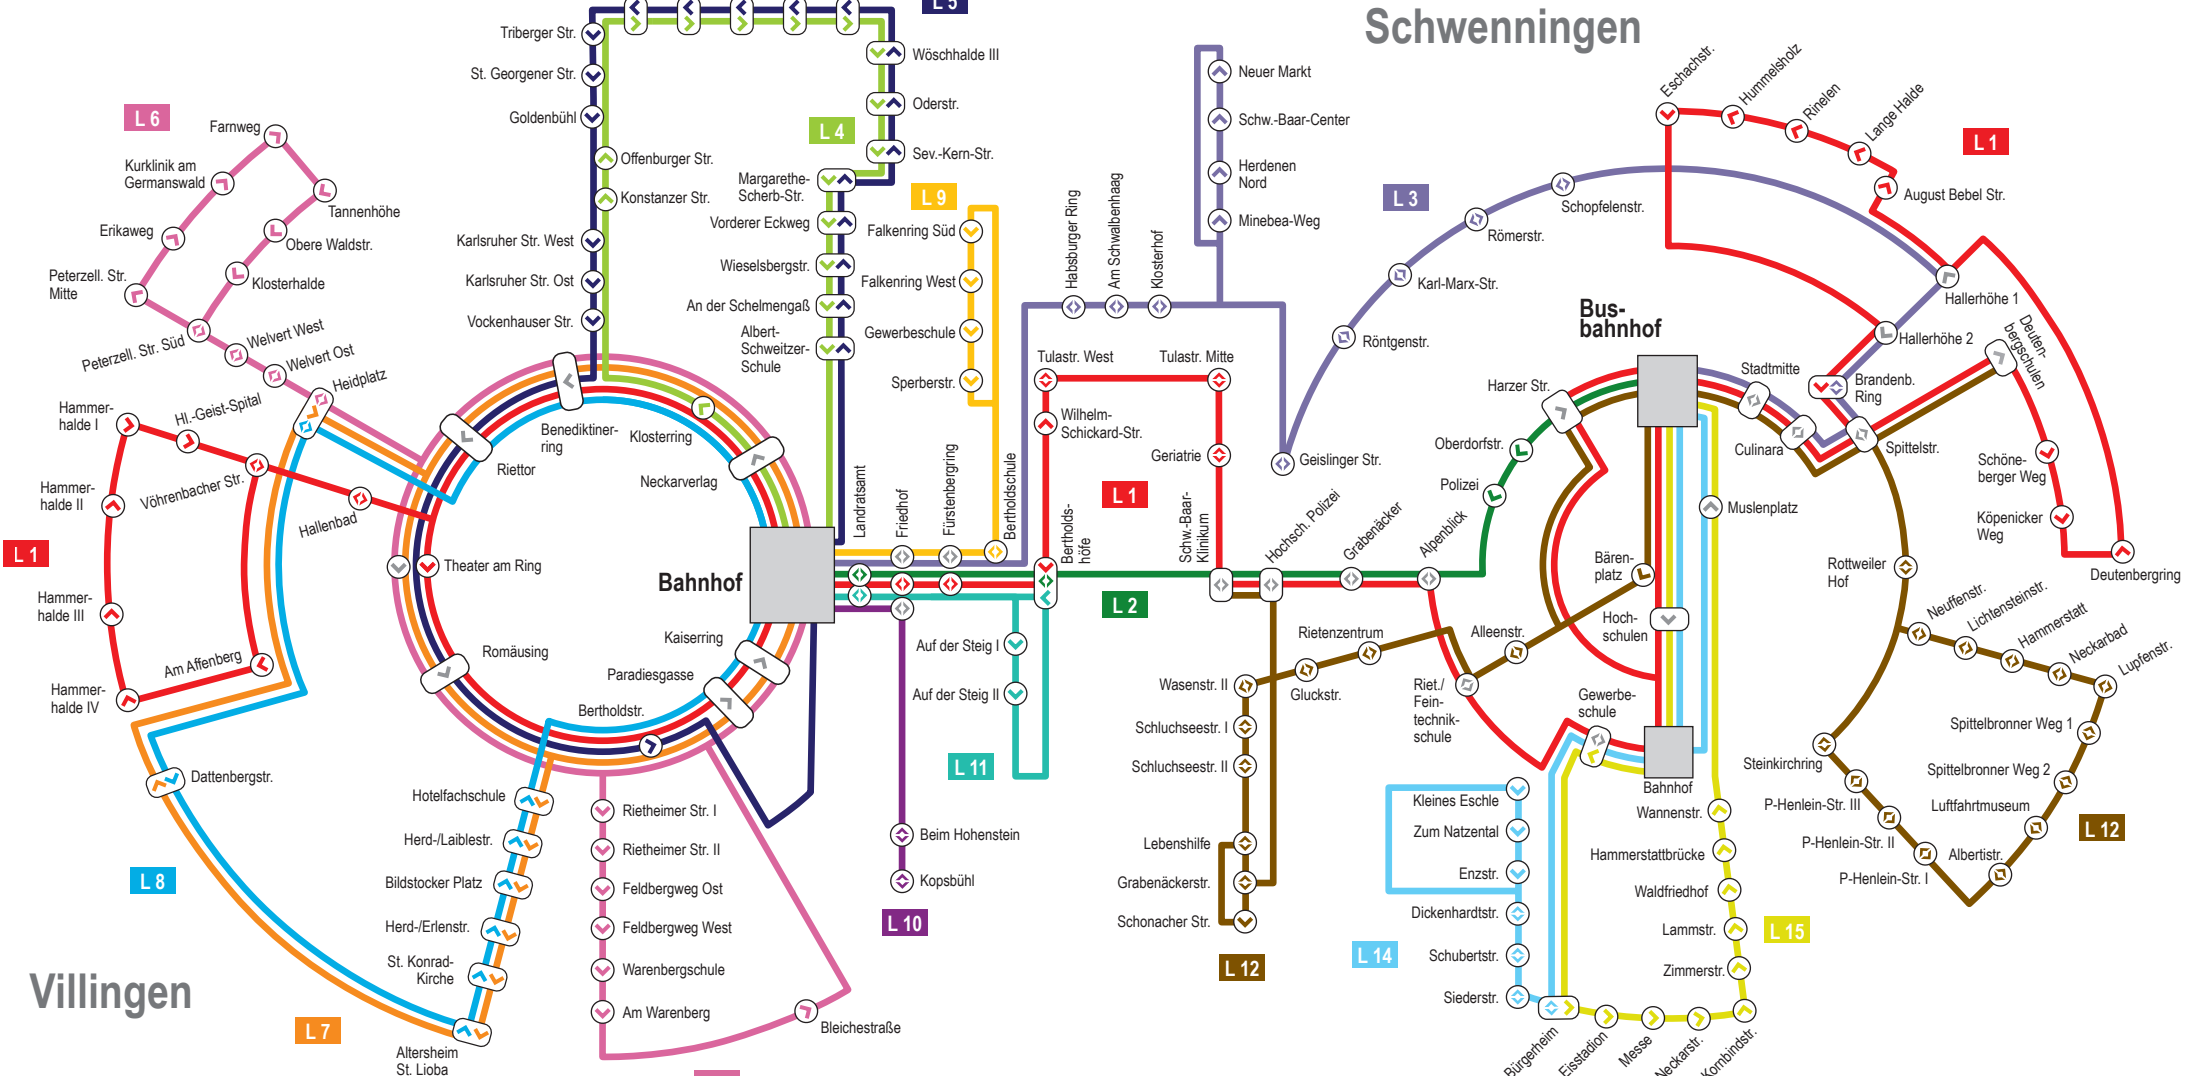 L 5
Schwenningen
Triberger Str.
St. Georgener Str.
Goldenbühl
Wöschhalde III
Oderstr.
Sev.-Kern-Str.
L 4
L 6
Farnweg
Kurklinik am
Germanswald
Tannenhöhe
Erikaweg
Obere Waldstr.
Peterzell. Str.
Mitte
Klosterhalde
Peterzell. Str. Süd
Welvert West
Welvert Ost
Heidplatz
Offenburger Str.
Konstanzer Str.
Karlsruher Str. West
Karlsruher Str. Ost
Vockenhauser Str.
Margarethe-
Scherb-Str.
Vorderer Eckweg
Wieselsbergstr.
An der Schelmengaß
Albert-
Schweitzer-
Schule
L 9
Falkenring Süd
Falkenring West
Gewerbeschule
Sperberstr.
Neuer Markt
Schw.-Baar-Center
Herdenen
Nord
Minebea-Weg
Habsburger Ring
Am Schwalbenhaag
Klosterhof
L 3
Schopfelenstr.
Römerstr.
Karl-Marx-Str.
Röntgenstr.
Geislinger Str.
Eschachstr.
Hummelsholz
Rinelen
Lange Halde
L 1
August Bebel Str.
Hallerhöhe 1
Hallerhöhe 2
Deuten-
bergschulen
Bus-
bahnhof
Stadtmitte
Brandenb.
Ring
Culinara
Spittelstr.
Schöne-
berger Weg
Köpenicker
Weg
Deutenbergring
Hammer-
halde I
Hl.-Geist-Spital
Hammer-
halde II
Vöhrenbacher Str.
Hallenbad
L 1
Hammer-
halde III
Am Affenberg
Hammer-
halde IV
Benediktiner-
ring
Klosterring
Riettor
Neckarverlag
Theater am Ring
Bahnhof
Romäusing
Kaiserring
Paradiesgasse
Bertholdstr.
Landratsamt
Friedhof
Fürstenbergring
Bertholdschule
Bertholds-
höfe
Tulastr. West
Tulastr. Mitte
Wilhelm-
Schickard-Str.
Geriatrie
L 1
Schw.-Baar-
Klinikum
Hochsch. Polizei
Grabenäcker
Alpenblick
L 2
Harzer Str.
Oberdorfstr.
Polizei
Muslenplatz
Bären-
platz
Hoch-
schulen
Rottweiler
Hof
Neuffenstr.
Lichtensteinstr.
Hammerstatt
Neckarbad
Lupfenstr.
Auf der Steig I
Auf der Steig II
L 11
Rietenzentrum
Alleenstr.
Wasenstr. II
Gluckstr.
Riet./
Fein-
technik-
schule
Gewerbe-
schule
Schluchseestr. I
Schluchseestr. II
Bahnhof
Spittelbronner Weg 1
Steinkirchring
Spittelbronner Weg 2
P-Henlein-Str. III
Luftfahrtmuseum
P-Henlein-Str. II
Albertistr.
P-Henlein-Str. I
L 12
Dattenbergstr.
Hotelfachschule
Herd-/Laiblestr.
Bildstocker Platz
Herd-/Erlenstr.
St. Konrad-
Kirche
Altersheim
St. Lioba
L 8
L 7
Villingen
Rietheimer Str. I
Rietheimer Str. II
Feldbergweg Ost
Feldbergweg West
Warenbergschule
Am Warenberg
Bleichestraße
Beim Hohenstein
Kopsbühl
L 10
Lebenshilfe
Grabenäckerstr.
Schonacher Str.
L 12
Kleines Eschle
Zum Natzental
Enzstr.
Dickenhardtstr.
Schubertstr.
Siederstr.
L 14
Wannenstr.
Hammerstattbrücke
Waldfriedhof
Lammstr.
Zimmerstr.
L 15
Bürgerheim
Eisstadion
Messe
Neckarstr.
Kornbindstr.